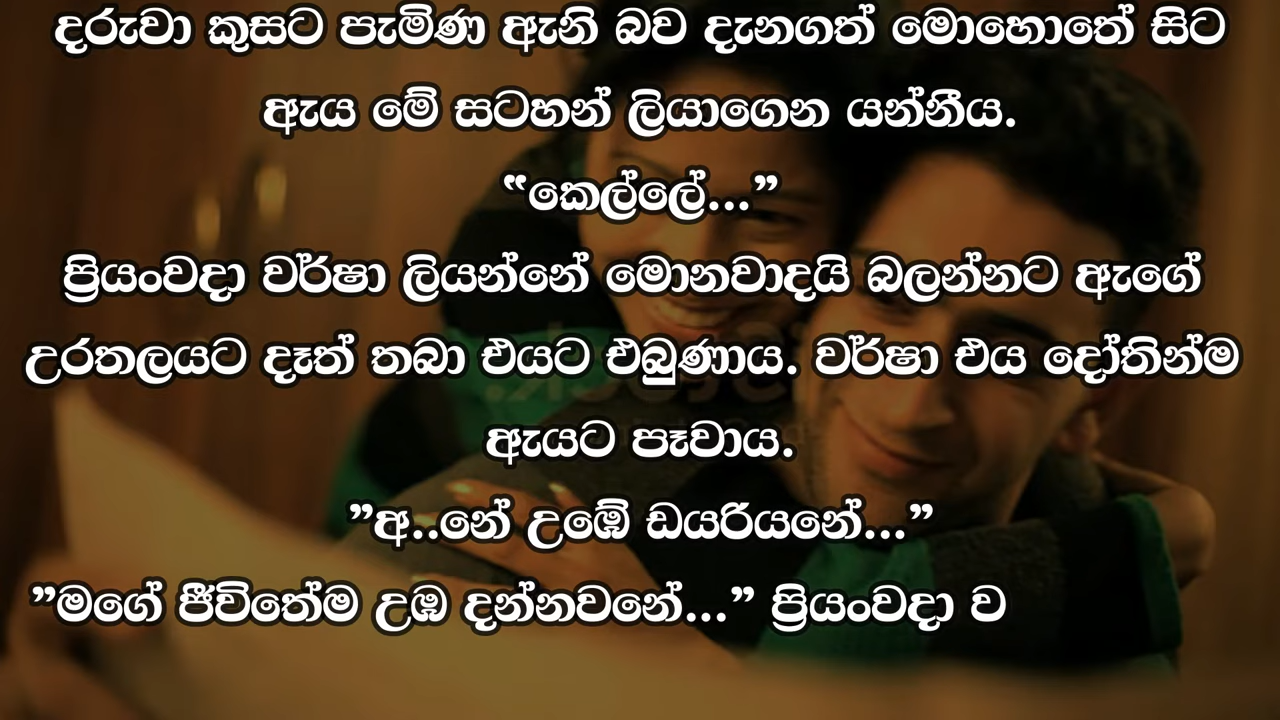 දරුවා කුසට පැමිණ ඇති බව දැනගත් මොහොතේ සිට
ඇය මේ සටහන් ලියාගෙන යන්නීය.
“කෙල්ලේ...”
ප්‍රියංවදා වර්ෂා ලියන්නේ මොනවාදයි බලන්නට ඇගේ
උරතලයට දෑත් තබා එයට එබුණාය. වර්ෂා එය දෝතින්ම
ඇයට පෑවාය.
”අ..නේ උඹේ ඩයරියනේ...”
”මගේ ජීවිතේම උඹ දන්නවනේ...” ප්‍රියංවදා ව